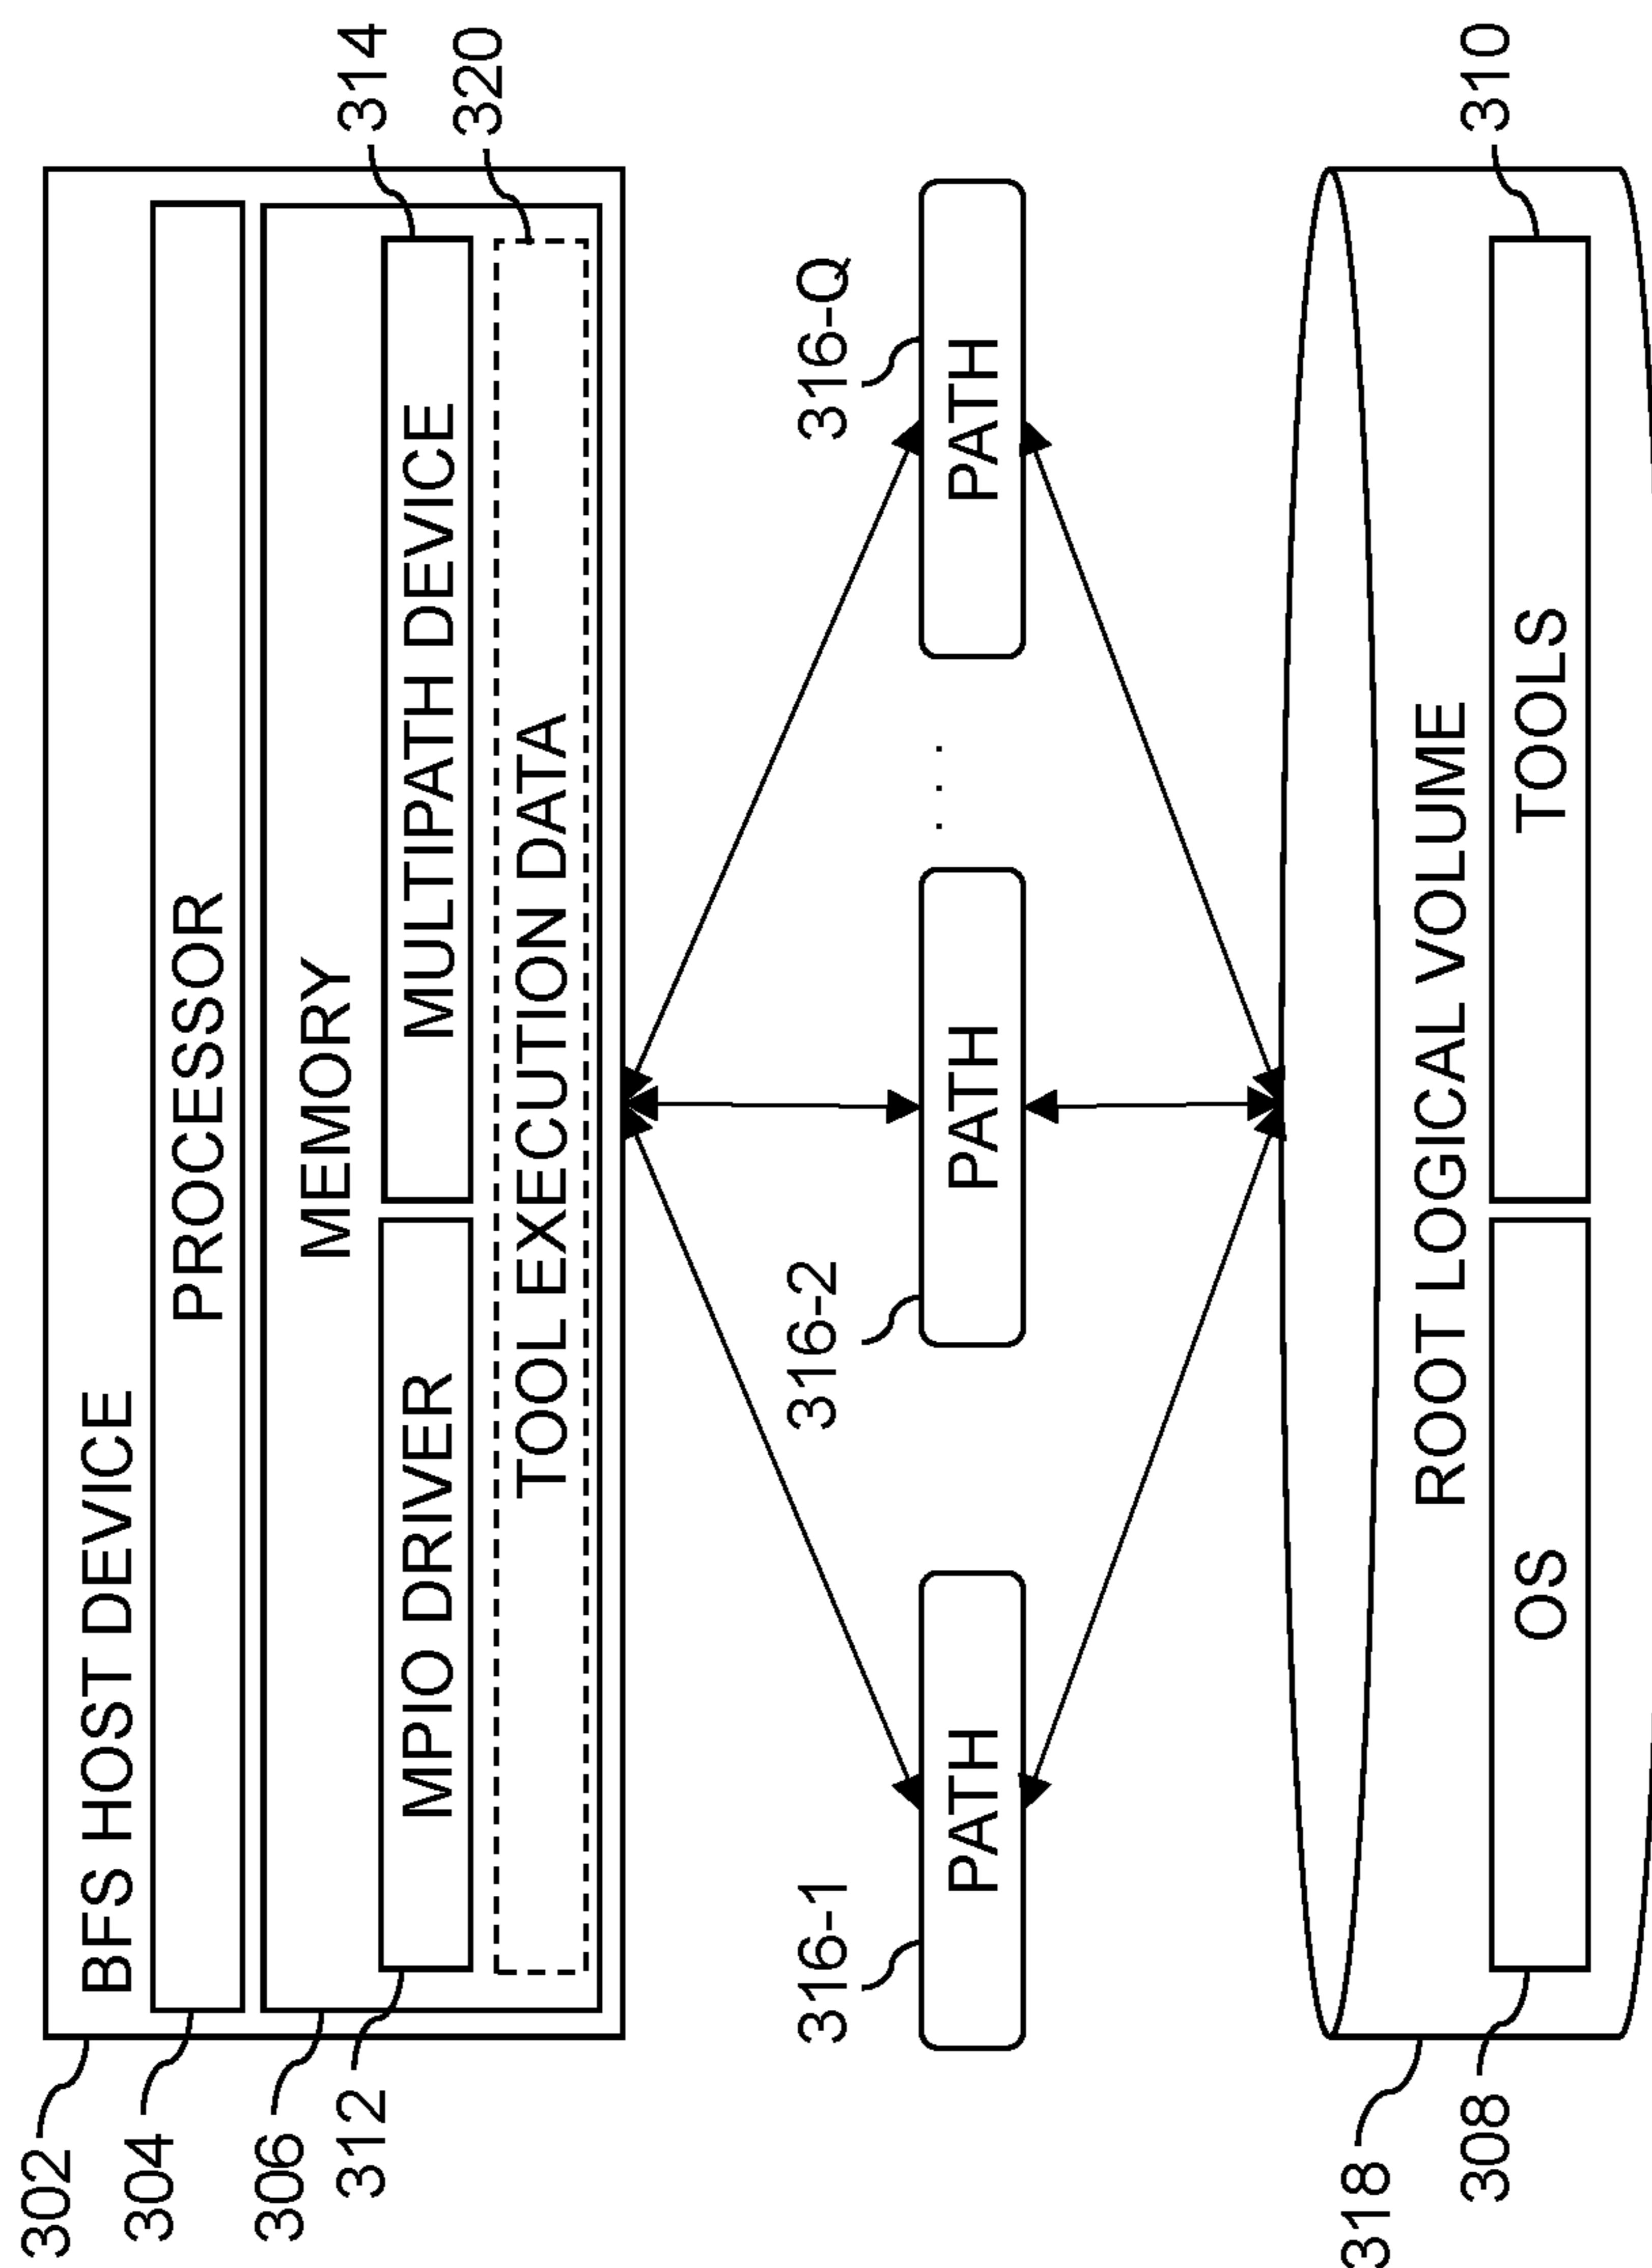 302
BFS HOST DEVICE
304
PROCESSOR
306
MEMORY
312
MPIO DRIVER
MULTIPATH DEVICE
314
TOOL EXECUTION DATA
320
316-1
316-2
316-Q
PATH
PATH
. . .
PATH
318
ROOT LOGICAL VOLUME
308
OS
TOOLS
310